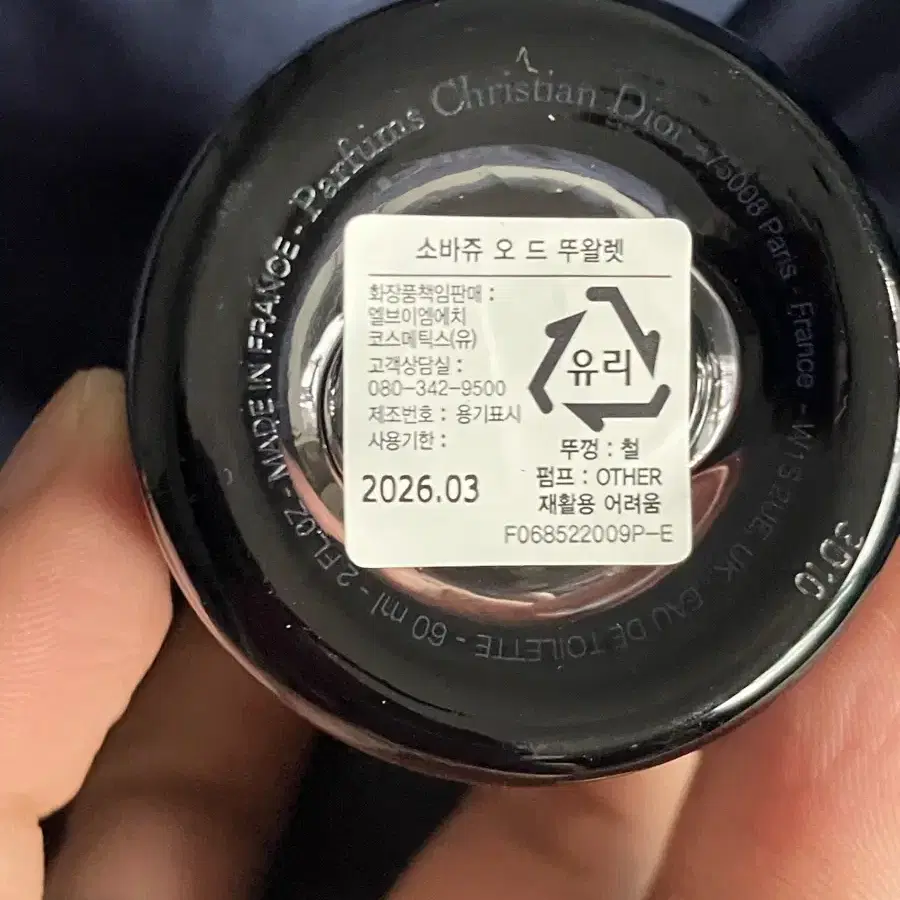 Parfums Christian Dior - 75008 Paris - France - W1S 2UE UK - EAU DE TOILETTE - 60 ml - 2 FL.OZ - MADE IN FRANCE -
소바쥬 오 드 뚜왈렛
화장품책임판매 :
엘브이엠에치
코스메틱스(유)
고객상담실 :
080-342-9500
제조번호 : 용기표시
사용기한 :
2026.03
유리
뚜껑 : 철
펌프 : OTHER
재활용 어려움
F068522009P-E
3D10